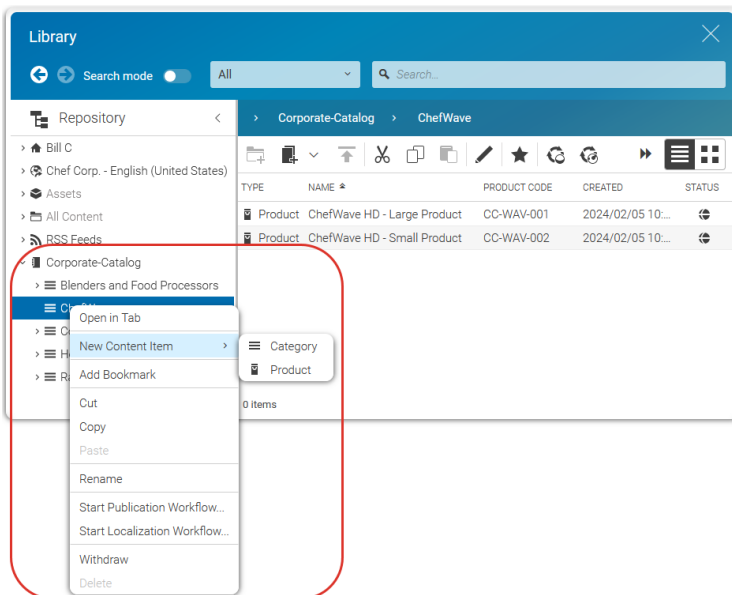 Library
Search mode
All
Search...
Repository
Corporate-Catalog
ChefWave
Bill C
Chef Corp. - English (United States)
Assets
All Content
RSS Feeds
Corporate-Catalog
Blenders and Food Processors
TYPE NAME PRODUCT CODE CREATED STATUS
Product ChefWave HD - Large Product CC-WAV-001 2024/02/05 10:...
Product ChefWave HD - Small Product CC-WAV-002 2024/02/05 10:...
0 items
Open in Tab
New Content Item
Category
Product
Add Bookmark
Cut
Copy
Paste
Rename
Start Publication Workflow...
Start Localization Workflow...
Withdraw
Delete